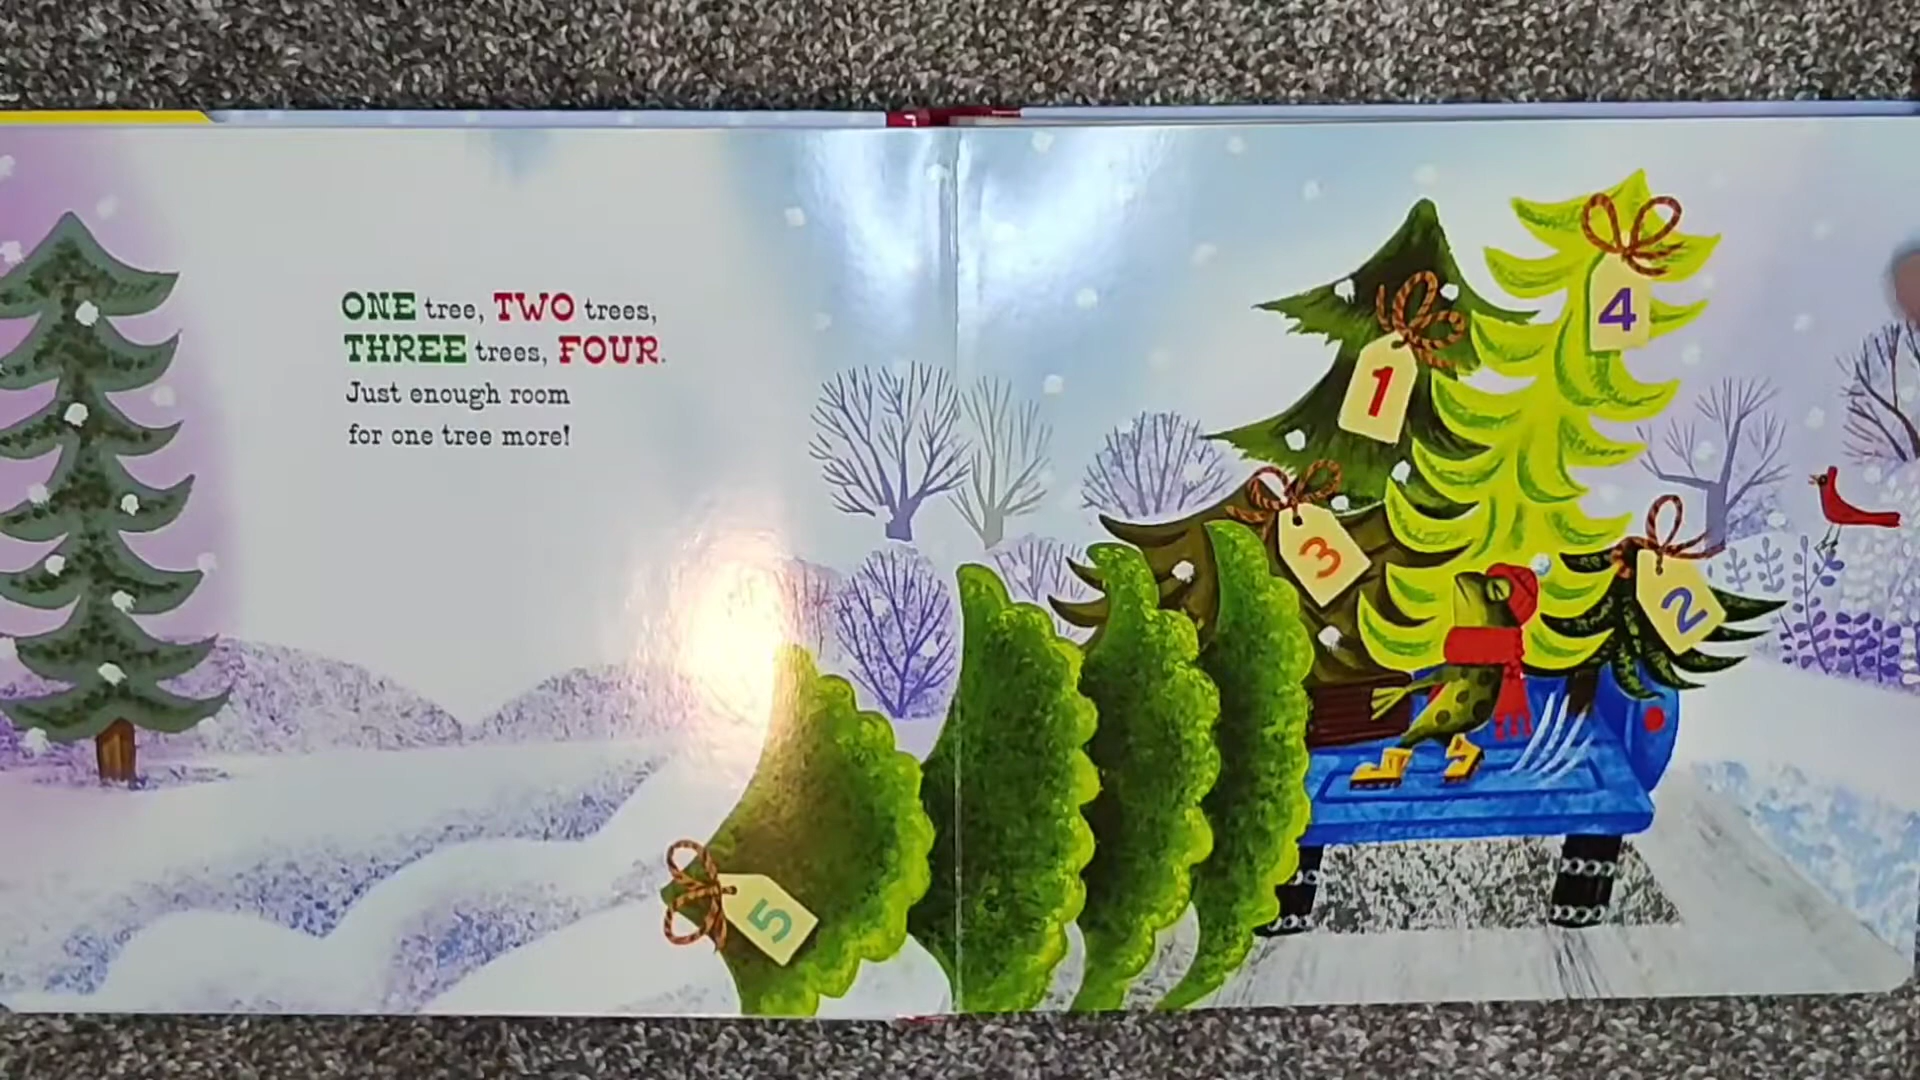 ONE tree, TWO trees,
THREE trees, FOUR.
Just enough room
for one tree more!
1
4
3
2
5